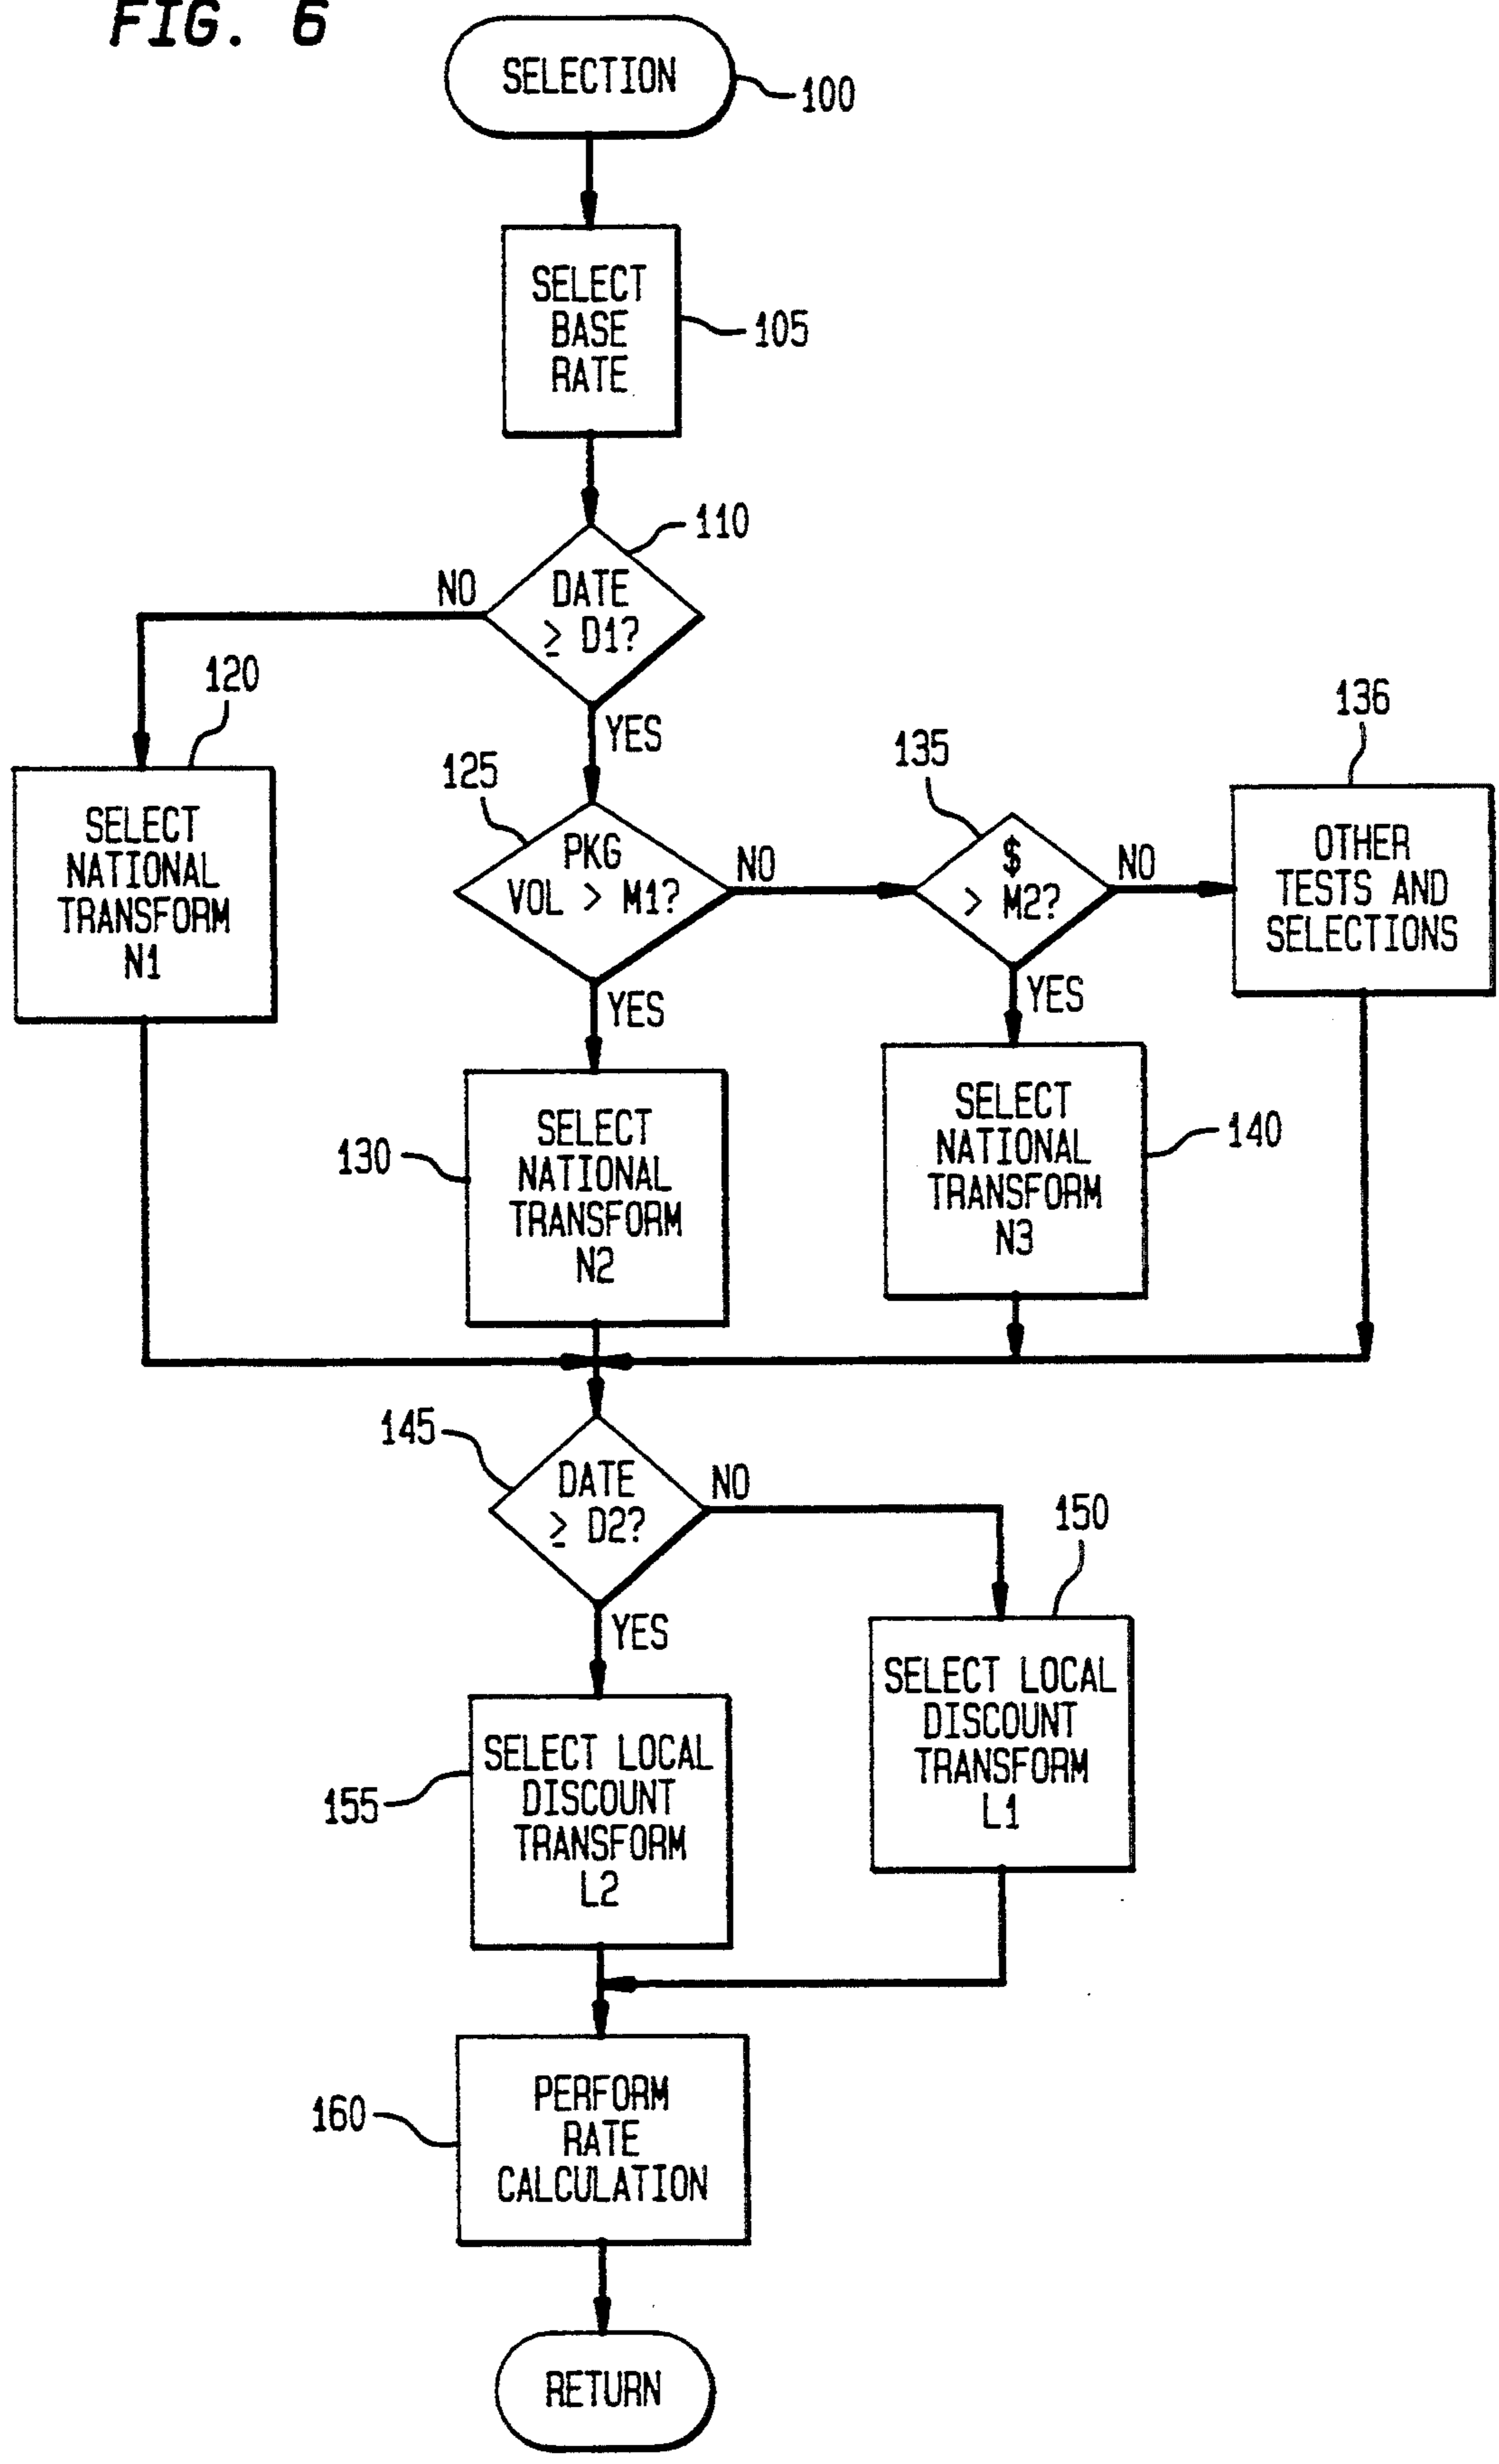 FIG. 6
SELECTION
100
SELECT
BASE
RATE
105
110
DATE
≥ D1?
NO
YES
120
SELECT
NATIONAL
TRANSFORM
N1
125
PKG
VOL > M1?
NO
YES
135
$
> M2?
NO
YES
136
OTHER
TESTS AND
SELECTIONS
130
SELECT
NATIONAL
TRANSFORM
N2
SELECT
NATIONAL
TRANSFORM
N3
140
145
DATE
≥ D2?
NO
YES
150
SELECT LOCAL
DISCOUNT
TRANSFORM
L1
155
SELECT LOCAL
DISCOUNT
TRANSFORM
L2
160
PERFORM
RATE
CALCULATION
RETURN